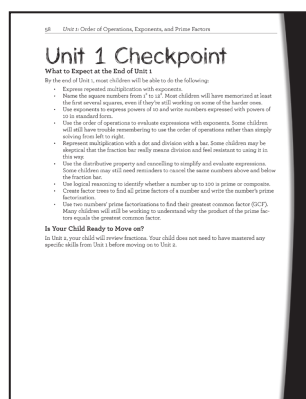 58 Unit 1: Order of Operations, Exponents, and Prime Factors
Unit 1 Checkpoint
What to Expect at the End of Unit 1
By the end of Unit 1, most children will be able to do the following:
• Express repeated multiplication with exponents.
• Name the square numbers from 1² to 12². Most children will have memorized at least
the first several squares, even if they're still working on some of the harder ones.
• Use exponents to express powers of 10 and write numbers expressed with powers of
10 in standard form.
• Use the order of operations to evaluate expressions with exponents. Some children
will still have trouble remembering to use the order of operations rather than simply
solving from left to right.
• Represent multiplication with a dot and division with a bar. Some children may be
skeptical that the fraction bar really means division and feel resistant to using it in
this way.
• Use the distributive property and cancelling to simplify and evaluate expressions.
Some children may still need reminders to cancel the same numbers above and below
the fraction bar.
• Use logical reasoning to identify whether a number up to 100 is prime or composite.
• Create factor trees to find all prime factors of a number and write the number's prime
factorization.
• Use two numbers' prime factorizations to find their greatest common factor (GCF).
Many children will still be working to understand why the product of the prime fac-
tors equals the greatest common factor.
Is Your Child Ready to Move on?
In Unit 2, your child will review fractions. Your child does not need to have mastered any
specific skills from Unit 1 before moving on to Unit 2.